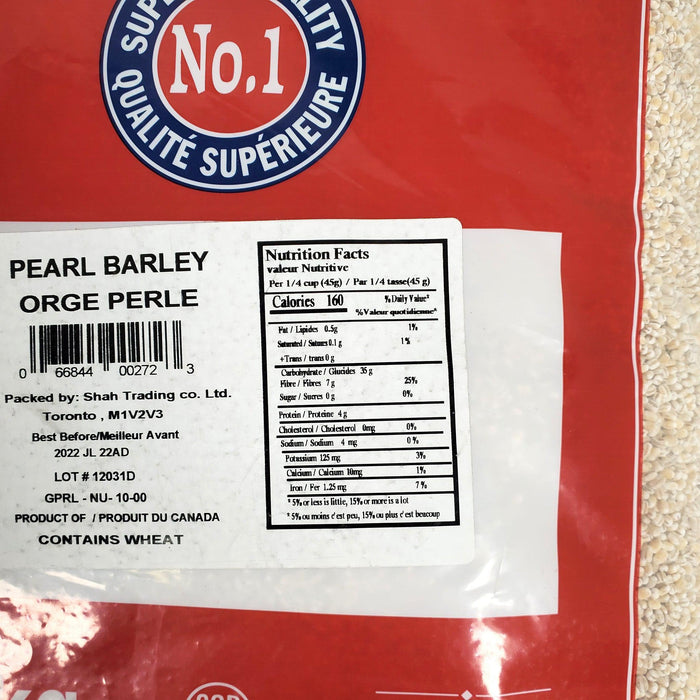 No.1
QUALITÉ SUPÉRIEURE
PEARL BARLEY
ORGE PERLE
0 66844 00272 3
Packed by: Shah Trading co. Ltd.
Toronto , M1V2V3
Best Before/Meilleur Avant
2022 JL 22AD
LOT # 12031D
GPRL - NU- 10-00
PRODUCT OF / PRODUIT DU CANADA
CONTAINS WHEAT
Nutrition Facts
valeur Nutritive
Per 1/4 cup (45g) / Par 1/4 tasse(45 g)
Calories 160 % Daily Value*
%Valeur quotidienne*
Fat / Lipides 0.5g 1%
Saturated / Satures 0.1 g 1%
+Trans / trans 0 g
Carbohydrate / Glucides 35 g
Fibre / Fibres 7 g 25%
Sugar / Sucres 0 g 0%
Protein / Proteine 4 g
Cholesterol / Cholesterol 0mg 0%
Sodium / Sodium 4 mg 0 %
Potassium 125 mg 3%
Calcium / Calcium 10mg 1%
Iron / Fer 1.25 mg 7 %
* 5% or less is little, 15% or more is a lot
* 5% ou moins c'est peu, 15% ou plus c'est beaucoup